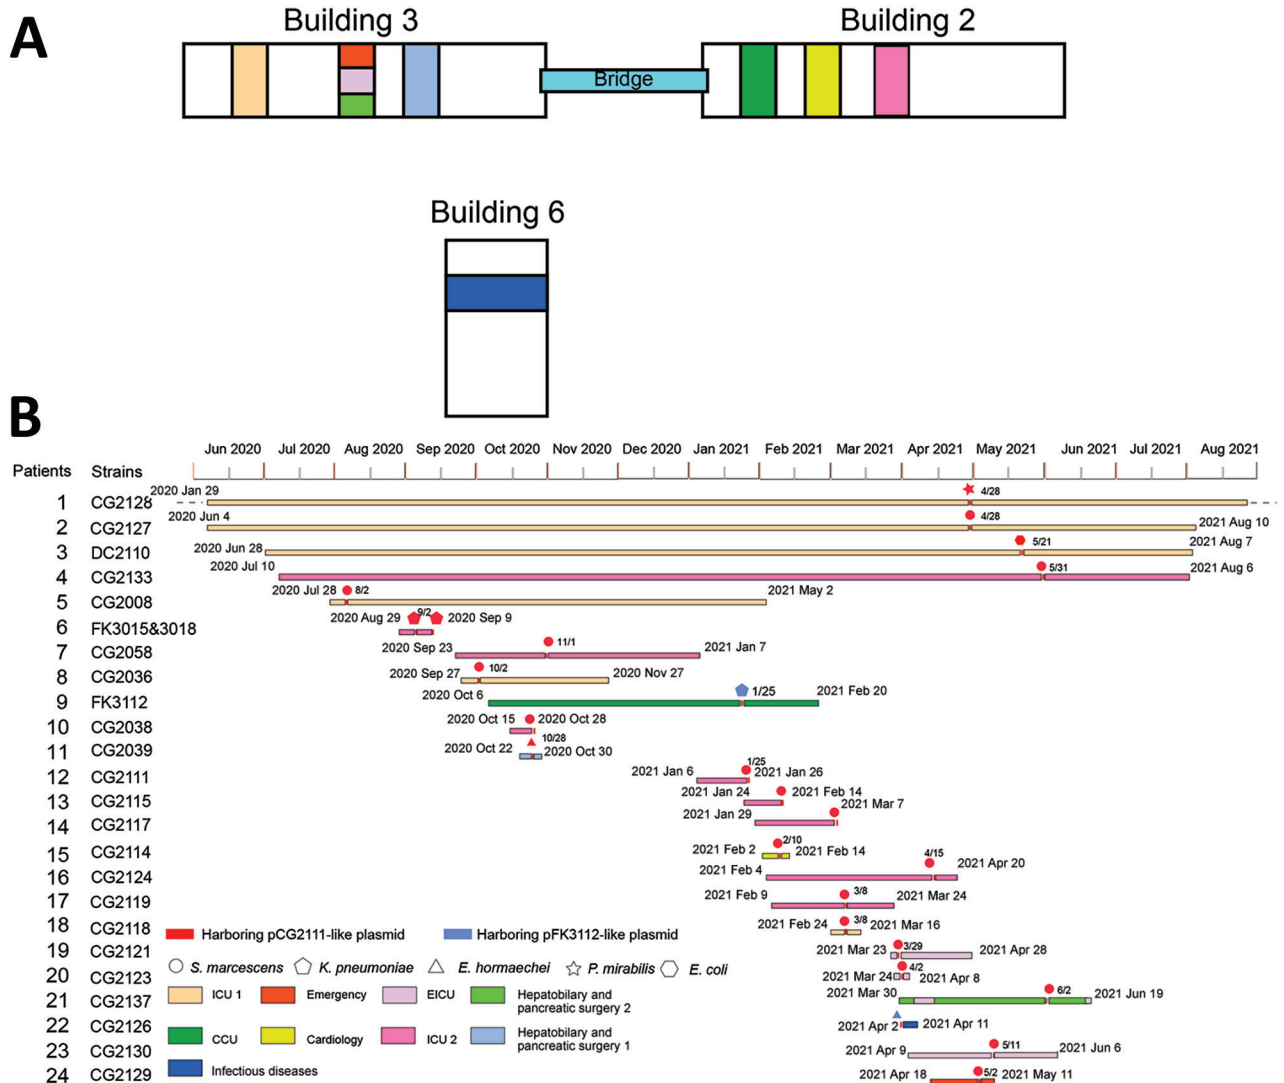 A
Building 3
Building 2
Bridge
Building 6
B
Jun 2020 Jul 2020 Aug 2020 Sep 2020 Oct 2020 Nov 2020 Dec 2020 Jan 2021 Feb 2021 Mar 2021 Apr 2021 May 2021 Jun 2021 Jul 2021 Aug 2021
Patients Strains
1 CG2128 2020 Jan 29 4/28
2 CG2127 2020 Jun 4 4/28 2021 Aug 10
3 DC2110 2020 Jun 28 5/21 2021 Aug 7
4 CG2133 2020 Jul 10 5/31 2021 Aug 6
5 CG2008 2020 Jul 28 8/2 2021 May 2
6 FK3015&3018 2020 Aug 29 9/2 2020 Sep 9
7 CG2058 2020 Sep 23 11/1 2021 Jan 7
8 CG2036 2020 Sep 27 10/2 2020 Nov 27
9 FK3112 2020 Oct 6 1/25 2021 Feb 20
10 CG2038 2020 Oct 15 2020 Oct 28
11 CG2039 2020 Oct 22 10/28 2020 Oct 30
12 CG2111 2021 Jan 6 1/25 2021 Jan 26
13 CG2115 2021 Jan 24 2021 Feb 14
14 CG2117 2021 Jan 29 2021 Mar 7
15 CG2114 2021 Feb 2 2/10 2021 Feb 14
16 CG2124 2021 Feb 4 4/15 2021 Apr 20
17 CG2119 2021 Feb 9 3/8 2021 Mar 24
18 CG2118 2021 Feb 24 3/8 2021 Mar 16
19 CG2121 2021 Mar 23 3/29 2021 Apr 28
20 CG2123 2021 Mar 24 4/2 2021 Apr 8
21 CG2137 2021 Mar 30 6/2 2021 Jun 19
22 CG2126 2021 Apr 2 2021 Apr 11
23 CG2130 2021 Apr 9 5/11 2021 Jun 6
24 CG2129 2021 Apr 18 5/2 2021 May 11
Harboring pCG2111-like plasmid Harboring pFK3112-like plasmid
S. marcescens K. pneumoniae E. hormaechei P. mirabilis E. coli
ICU 1 Emergency EICU Hepatobilary and
pancreatic surgery 2
CCU Cardiology ICU 2 Hepatobilary and
pancreatic surgery 1
Infectious diseases